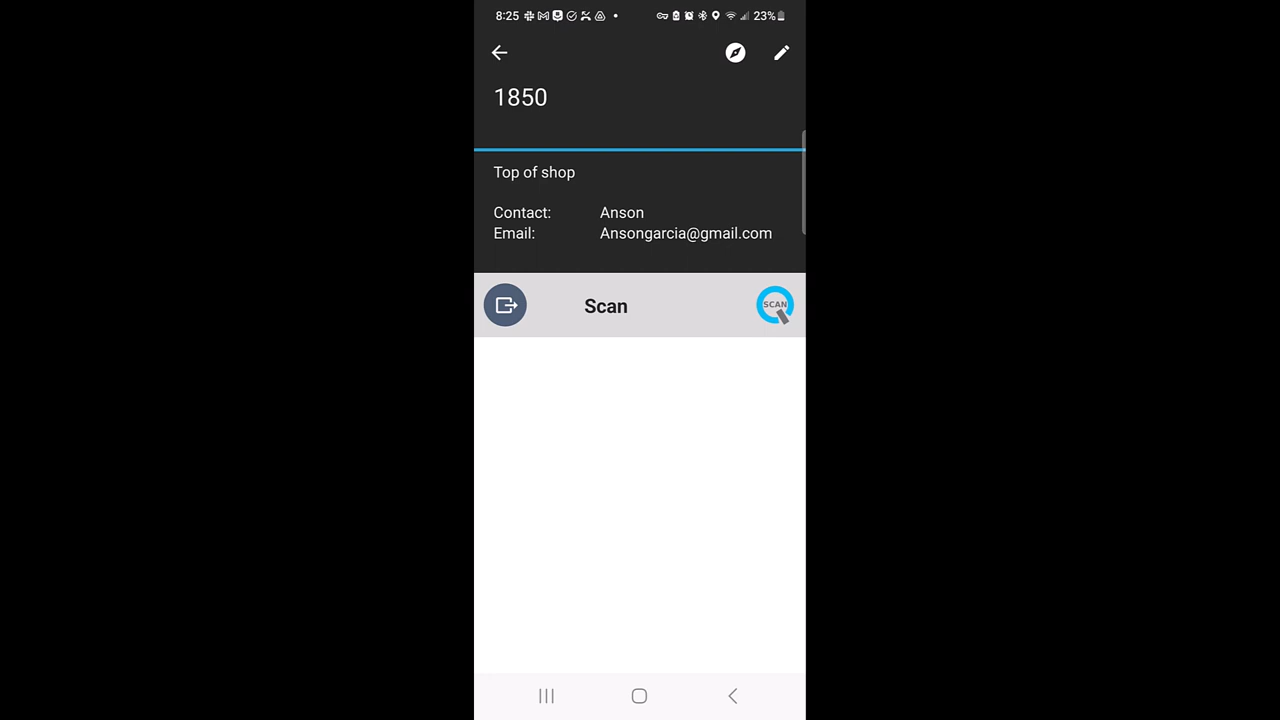 8:25 23%
1850
Top of shop
Contact: Anson
Email: Ansongarcia@gmail.com
Scan SCAN